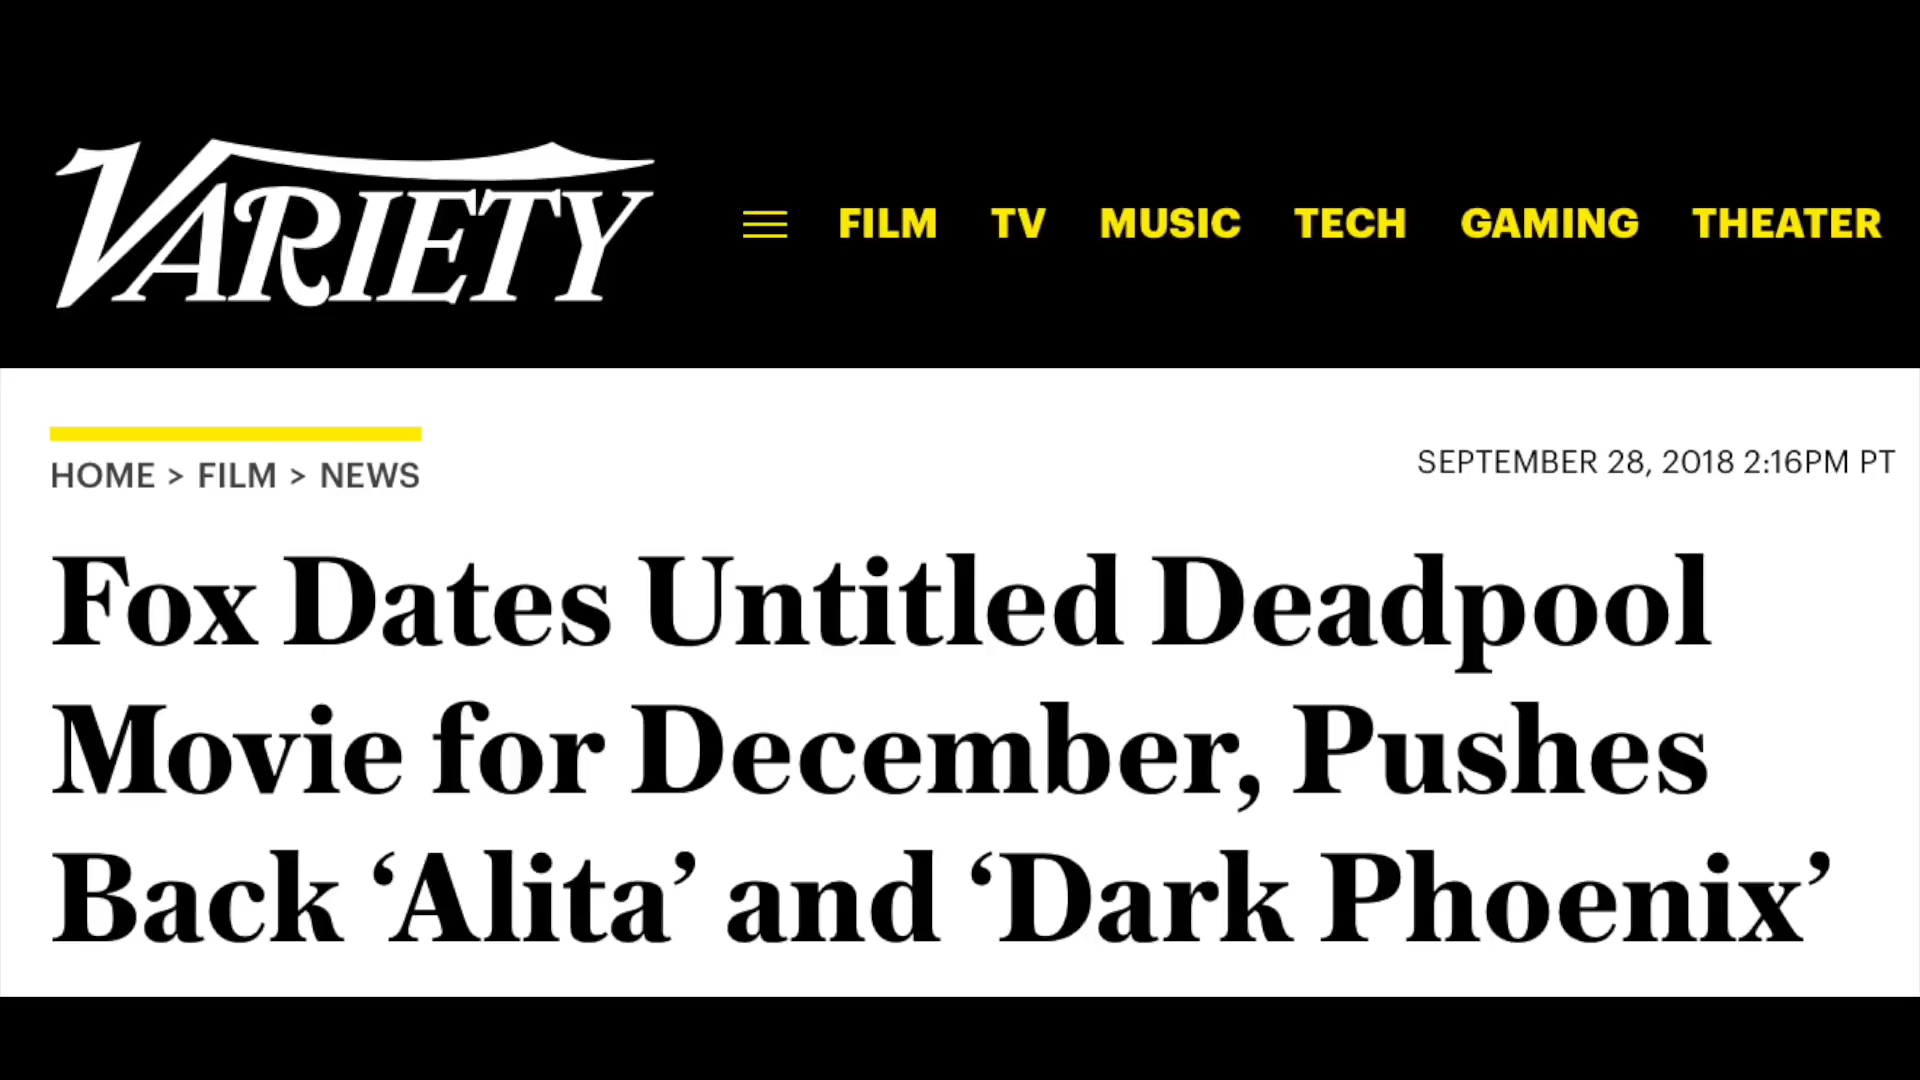 VARIETY
FILM TV MUSIC TECH GAMING THEATER
HOME > FILM > NEWS
SEPTEMBER 28, 2018 2:16PM PT
Fox Dates Untitled Deadpool
Movie for December, Pushes
Back ‘Alita’ and ‘Dark Phoenix’